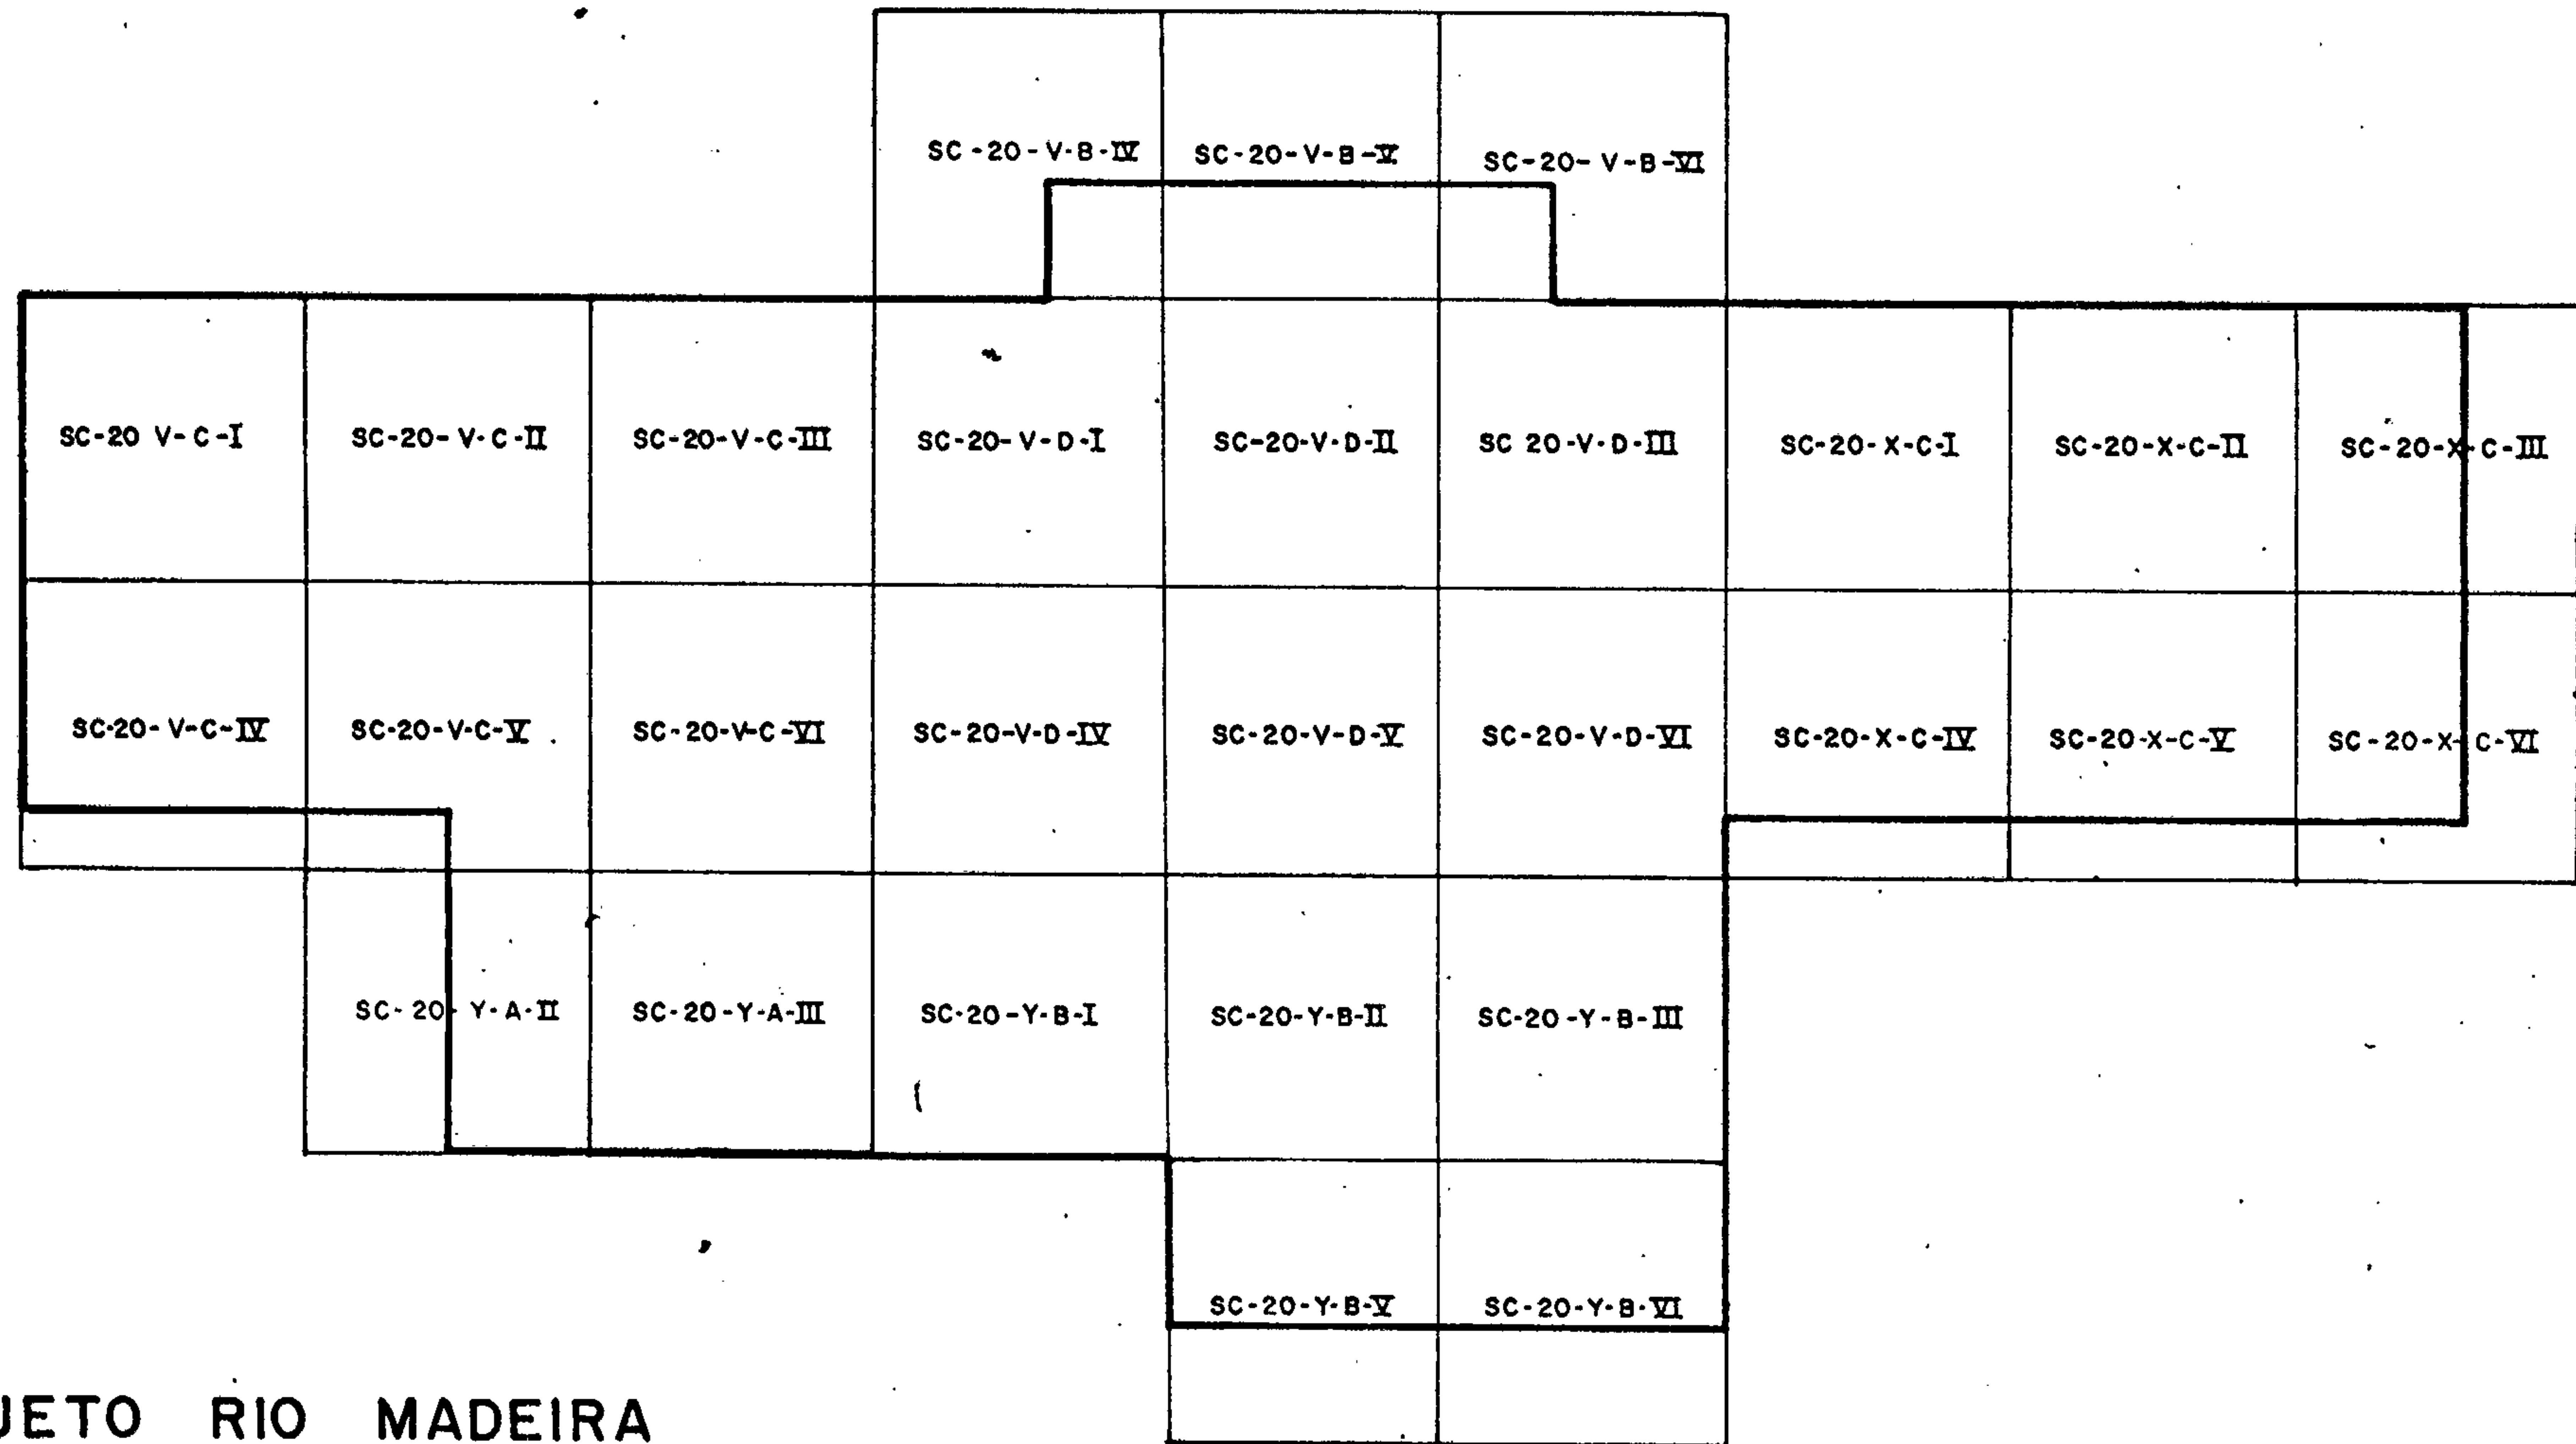 SC-20-V-B-IV SC-20-V-B-V SC-20-V-B-VI
SC-20 V-C-I SC-20-V-C-II SC-20-V-C-III SC-20-V-D-I SC-20-V-D-II SC 20-V-D-III SC-20-X-C-I SC-20-X-C-II SC-20-X-C-III
SC-20-V-C-IV SC-20-V-C-V SC-20-V-C-VI SC-20-V-D-IV SC-20-V-D-V SC-20-V-D-VI SC-20-X-C-IV SC-20-X-C-V SC-20-X-C-VI
SC-20-Y-A-II SC-20-Y-A-III SC-20-Y-B-I SC-20-Y-B-II SC-20-Y-B-III
SC-20-Y-B-V SC-20-Y-B-VI
JETO RIO MADEIRA